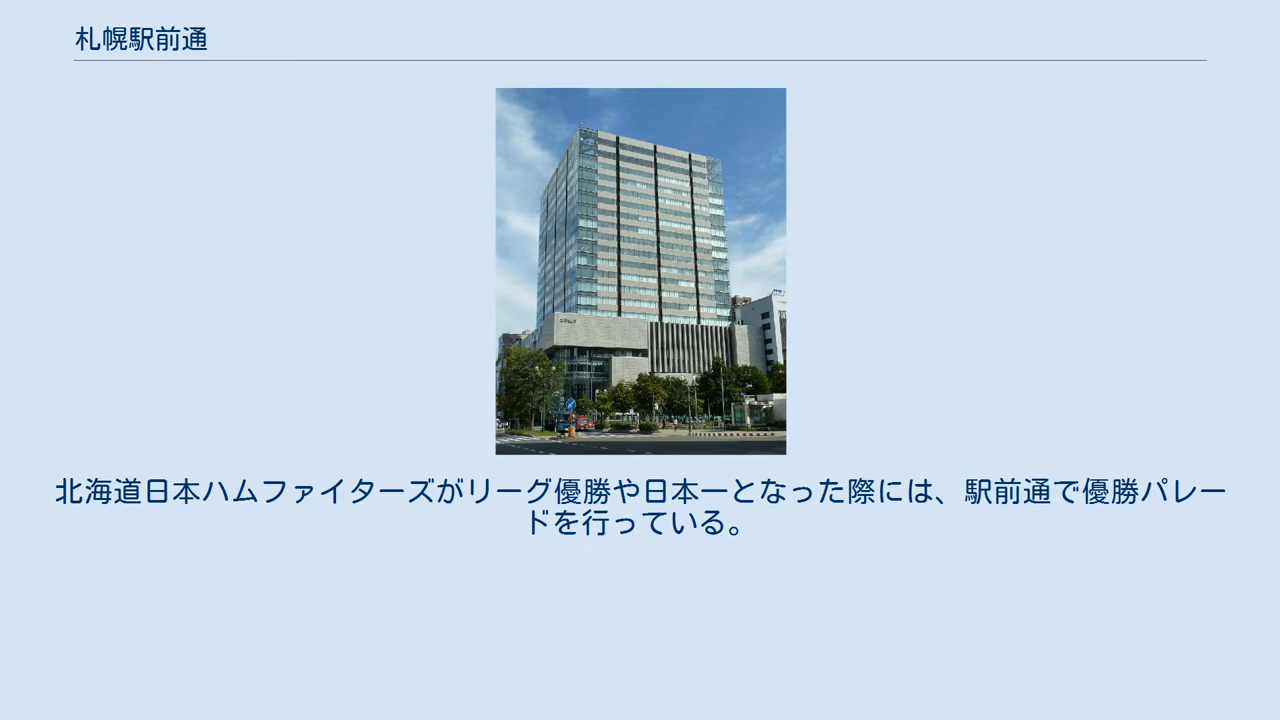 札幌駅前通
北海道日本ハムファイターズがリーグ優勝や日本一となった際には、駅前通で優勝パレー
ドを行っている。